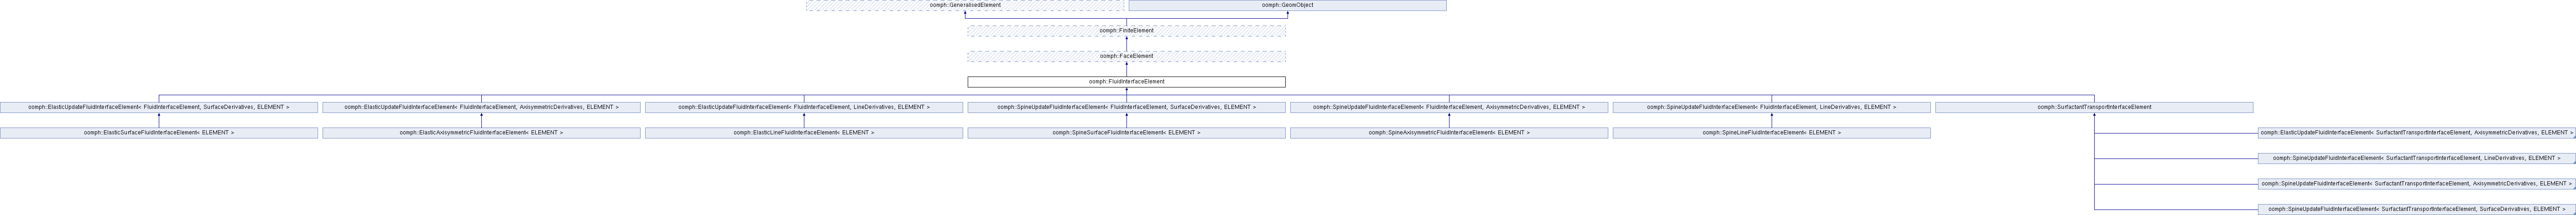 oomph::GeneralisedElement
oomph::GeomObject
oomph::FiniteElement
oomph::FaceElement
oomph::FluidInterfaceElement
oomph::ElasticUpdateFluidInterfaceElement< FluidInterfaceElement, SurfaceDerivatives, ELEMENT >
oomph::ElasticUpdateFluidInterfaceElement< FluidInterfaceElement, AxisymmetricDerivatives, ELEMENT >
oomph::ElasticUpdateFluidInterfaceElement< FluidInterfaceElement, LineDerivatives, ELEMENT >
oomph::SpineUpdateFluidInterfaceElement< FluidInterfaceElement, SurfaceDerivatives, ELEMENT >
oomph::SpineUpdateFluidInterfaceElement< FluidInterfaceElement, AxisymmetricDerivatives, ELEMENT >
oomph::SpineUpdateFluidInterfaceElement< FluidInterfaceElement, LineDerivatives, ELEMENT >
oomph::SurfactantTransportInterfaceElement
oomph::ElasticSurfaceFluidInterfaceElement< ELEMENT >
oomph::ElasticAxisymmetricFluidInterfaceElement< ELEMENT >
oomph::ElasticLineFluidInterfaceElement< ELEMENT >
oomph::SpineSurfaceFluidInterfaceElement< ELEMENT >
oomph::SpineAxisymmetricFluidInterfaceElement< ELEMENT >
oomph::SpineLineFluidInterfaceElement< ELEMENT >
oomph::ElasticUpdateFluidInterfaceElement< SurfactantTransportInterfaceElement, AxisymmetricDerivatives, ELEMENT >
oomph::SpineUpdateFluidInterfaceElement< SurfactantTransportInterfaceElement, LineDerivatives, ELEMENT >
oomph::SpineUpdateFluidInterfaceElement< SurfactantTransportInterfaceElement, AxisymmetricDerivatives, ELEMENT >
oomph::SpineUpdateFluidInterfaceElement< SurfactantTransportInterfaceElement, SurfaceDerivatives, ELEMENT >